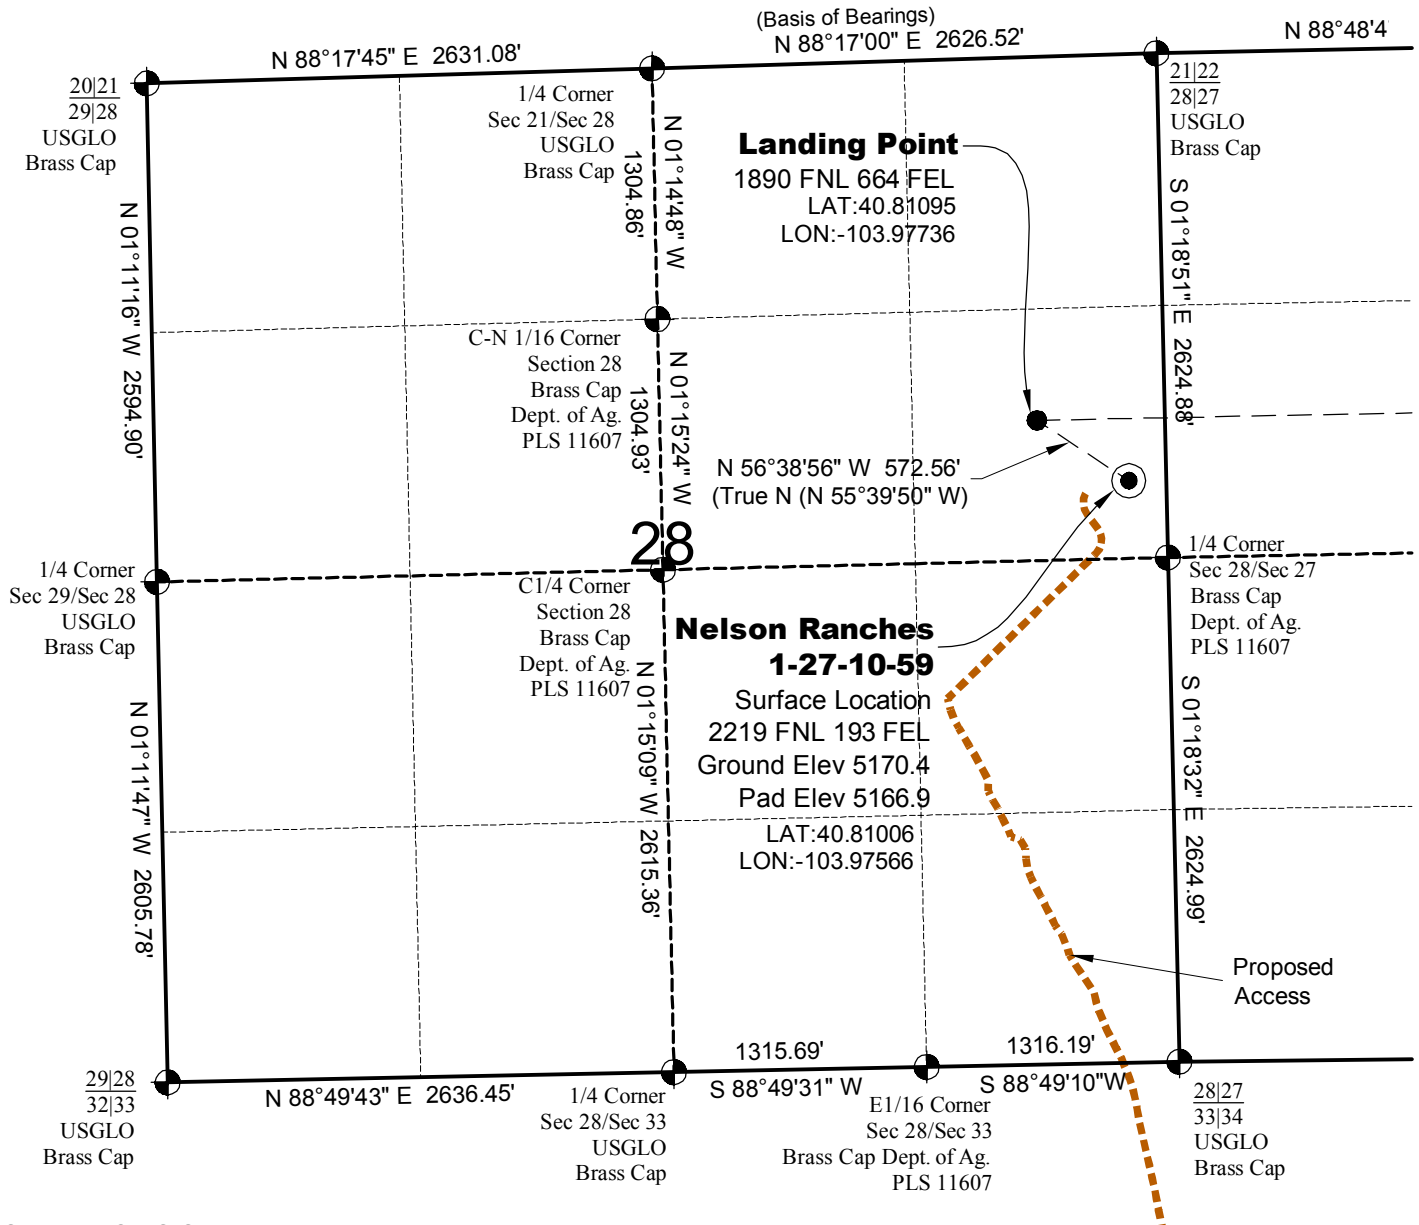 (Basis of Bearings)
N 88°17'45" E 2631.08'
N 88°17'00" E 2626.52'
N 88°48'4
20|21
29|28
USGLO
Brass Cap
1/4 Corner
Sec 21/Sec 28
USGLO
Brass Cap
21|22
28|27
USGLO
Brass Cap
N 01°14'48" W
1304.86'
Landing Point
1890 FNL 664 FEL
LAT:40.81095
LON:-103.97736
N 01°11'16" W 2594.90'
S 01°18'51" E 2624.88'
C-N 1/16 Corner
Section 28
Brass Cap
Dept. of Ag.
PLS 11607
N 01°15'24" W
1304.93'
N 56°38'56" W 572.56'
(True N (N 55°39'50" W)
28
1/4 Corner
Sec 29/Sec 28
USGLO
Brass Cap
C1/4 Corner
Section 28
Brass Cap
Dept. of Ag.
PLS 11607
1/4 Corner
Sec 28/Sec 27
Brass Cap
Dept. of Ag.
PLS 11607
Nelson Ranches
1-27-10-59
Surface Location
2219 FNL 193 FEL
Ground Elev 5170.4
Pad Elev 5166.9
LAT:40.81006
LON:-103.97566
N 01°11'47" W 2605.78'
N 01°15'09" W 2615.36'
S 01°18'32" E 2624.99'
Proposed
Access
1315.69'
S 88°49'31" W
1316.19'
S 88°49'10"W
N 88°49'43" E 2636.45'
29|28
32|33
USGLO
Brass Cap
1/4 Corner
Sec 28/Sec 33
USGLO
Brass Cap
E1/16 Corner
Sec 28/Sec 33
Brass Cap Dept. of Ag.
PLS 11607
28|27
33|34
USGLO
Brass Cap